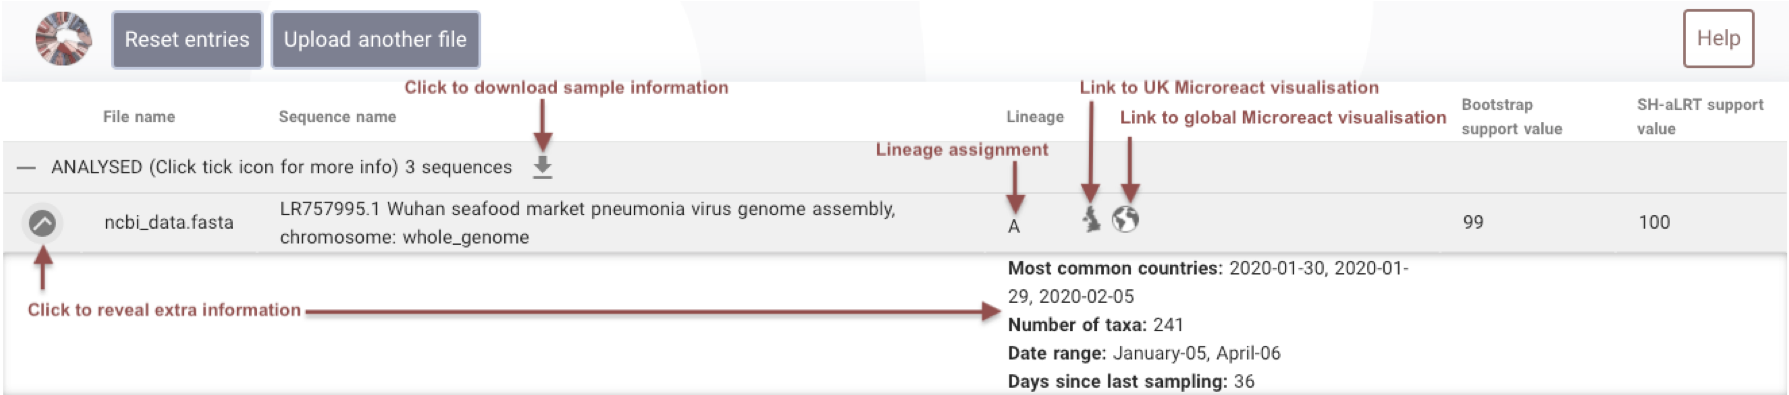 Reset entries
Upload another file
Help
Click to download sample information
Link to UK Microreact visualisation
File name
Sequence name
Lineage
Link to global Microreact visualisation
Bootstrap
support value
SH-aLRT support
value
Lineage assignment
— ANALYSED (Click tick icon for more info) 3 sequences
ncbi_data.fasta
LR757995.1 Wuhan seafood market pneumonia virus genome assembly,
chromosome: whole_genome
A
99
100
Click to reveal extra information
Most common countries: 2020-01-30, 2020-01-
29, 2020-02-05
Number of taxa: 241
Date range: January-05, April-06
Days since last sampling: 36